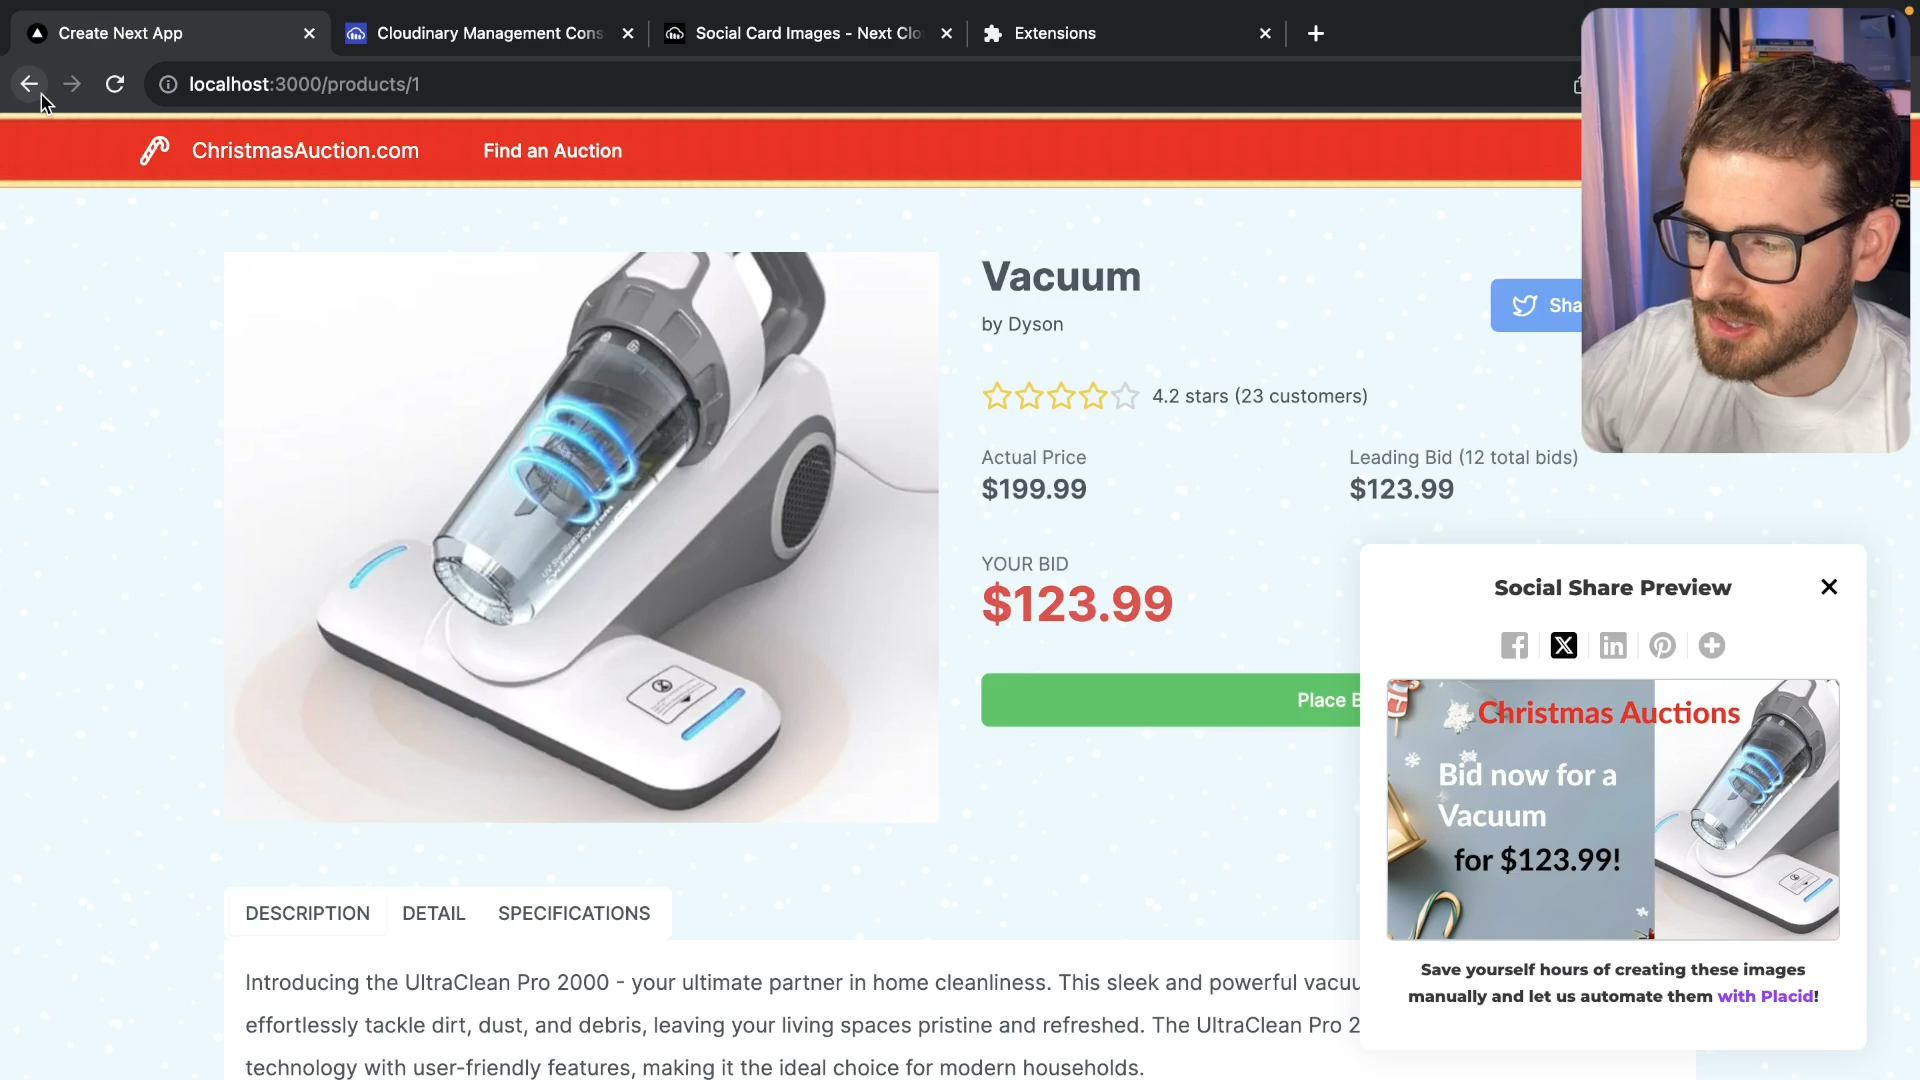 Create Next App
Cloudinary Management Cons
Social Card Images - Next Clo
Extensions
localhost:3000/products/1
ChristmasAuction.com
Find an Auction
Vacuum
by Dyson
Sha
4.2 stars (23 customers)
Actual Price
$199.99
Leading Bid (12 total bids)
$123.99
YOUR BID
$123.99
Place B
Social Share Preview
Christmas Auctions
Bid now for a
Vacuum
for $123.99!
Save yourself hours of creating these images
manually and let us automate them with Placid!
DESCRIPTION
DETAIL
SPECIFICATIONS
Introducing the UltraClean Pro 2000 - your ultimate partner in home cleanliness. This sleek and powerful vacuu
effortlessly tackle dirt, dust, and debris, leaving your living spaces pristine and refreshed. The UltraClean Pro 2
technology with user-friendly features, making it the ideal choice for modern households.